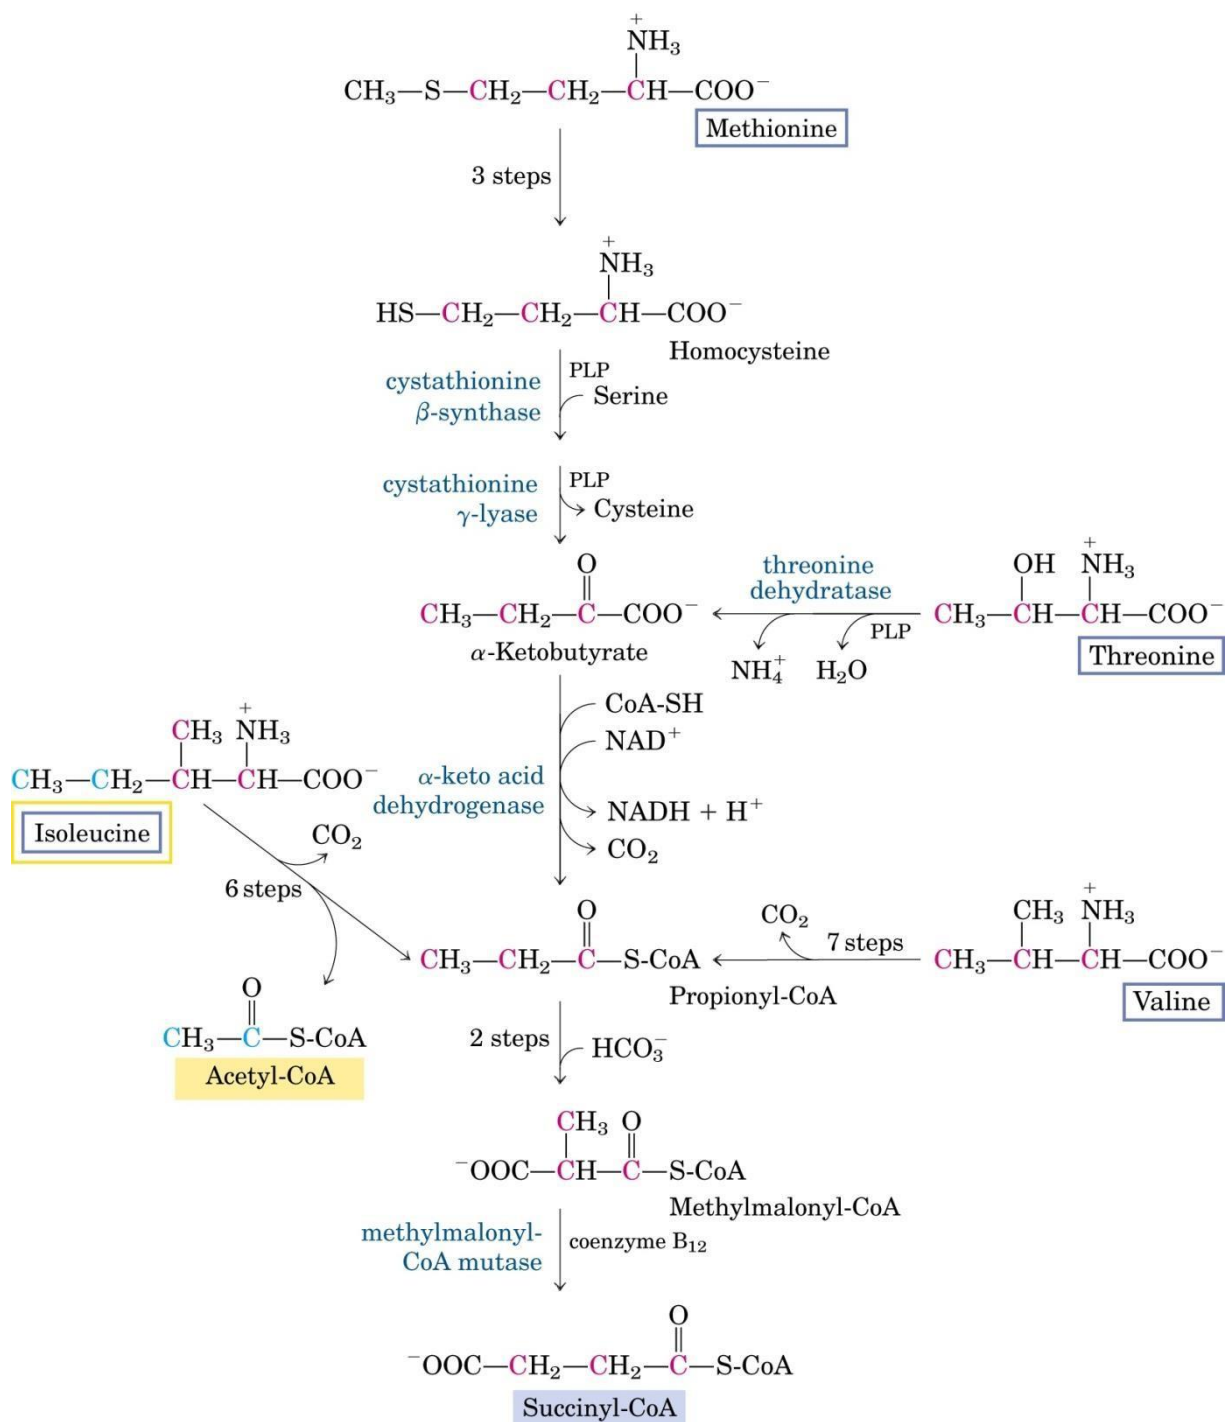 +
NH3
CH3—S—CH2—CH2—CH—COO−
Methionine
3 steps
+
NH3
HS—CH2—CH2—CH—COO−
Homocysteine
cystathionine
β-synthase
PLP
Serine
cystathionine
γ-lyase
PLP
Cysteine
O
CH3—CH2—C—COO−
α-Ketobutyrate
threonine
dehydratase
PLP
NH4+
H2O
+
OH NH3
CH3—CH—CH—COO−
Threonine
CoA-SH
NAD+
α-keto acid
dehydrogenase
NADH + H+
CO2
+
CH3 NH3
CH3—CH2—CH—CH—COO−
Isoleucine
CO2
6 steps
O
CH3—C—S-CoA
Acetyl-CoA
O
CH3—CH2—C—S-CoA
Propionyl-CoA
CO2
7 steps
+
CH3 NH3
CH3—CH—CH—COO−
Valine
2 steps
HCO3−
CH3 O
−OOC—CH—C—S-CoA
Methylmalonyl-CoA
methylmalonyl-
CoA mutase
coenzyme B12
O
−OOC—CH2—CH2—C—S-CoA
Succinyl-CoA